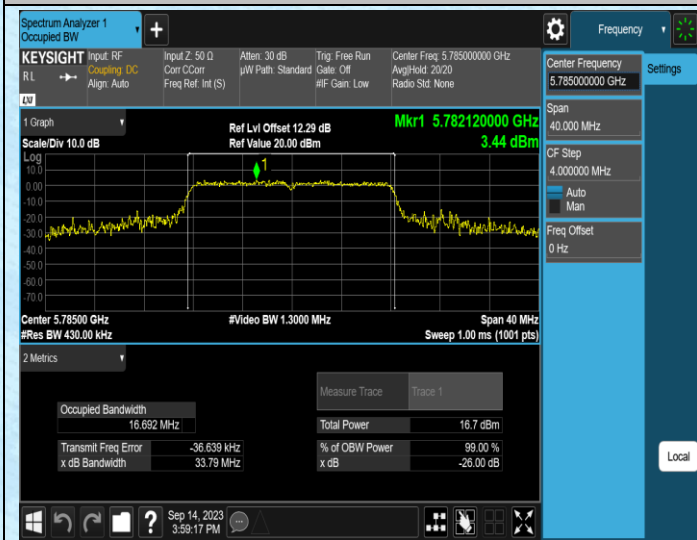 Spectrum Analyzer 1
Occupied BW
+
Frequency
KEYSIGHT
RL
LXI
Input: RF
Coupling: DC
Align: Auto
Input Z: 50 Ω
Corr CCorr
Freq Ref: Int (S)
Atten: 30 dB
µW Path: Standard
Trig: Free Run
Gate: Off
#IF Gain: Low
Center Freq: 5.785000000 GHz
Avg|Hold: 20/20
Radio Std: None
Center Frequency
5.785000000 GHz
Settings
Span
40.000 MHz
CF Step
4.000000 MHz
Auto
Man
Freq Offset
0 Hz
1 Graph
Scale/Div 10.0 dB
Ref Lvl Offset 12.29 dB
Ref Value 20.00 dBm
Mkr1 5.782120000 GHz
3.44 dBm
Log
10.0
0.00
-10.0
-20.0
-30.0
-40.0
-50.0
-60.0
-70.0
1
Center 5.78500 GHz
#Res BW 430.00 kHz
#Video BW 1.3000 MHz
Span 40 MHz
Sweep 1.00 ms (1001 pts)
2 Metrics
Measure Trace
Trace 1
Occupied Bandwidth
16.692 MHz
Total Power
16.7 dBm
Transmit Freq Error
-36.639 kHz
% of OBW Power
99.00 %
x dB Bandwidth
33.79 MHz
x dB
-26.00 dB
Local
?
Sep 14, 2023
3:59:17 PM